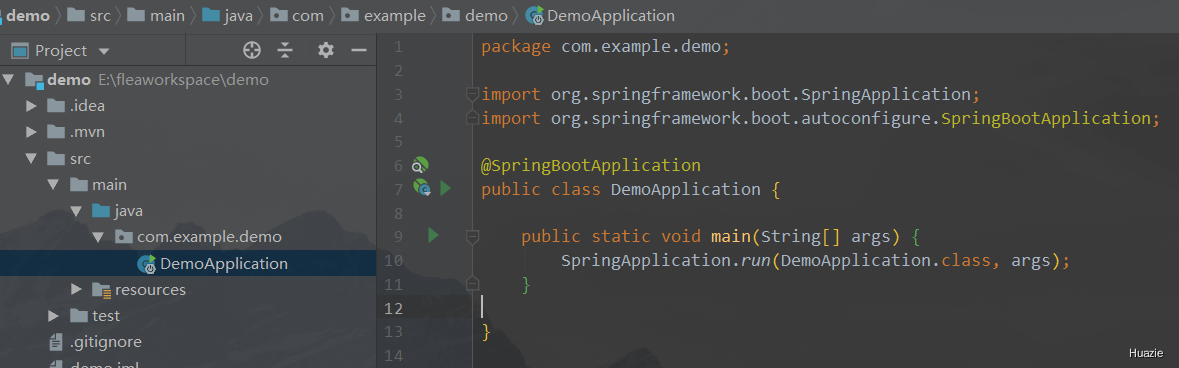 demo src main java com example demo DemoApplication
Project
demo E:\fleaworkspace\demo
.idea
.mvn
src
main
java
com.example.demo
DemoApplication
resources
test
.gitignore
demo.iml
1 package com.example.demo;
2
3 import org.springframework.boot.SpringApplication;
4 import org.springframework.boot.autoconfigure.SpringBootApplication;
5
6 @SpringBootApplication
7 public class DemoApplication {
8
9 public static void main(String[] args) {
10 SpringApplication.run(DemoApplication.class, args);
11 }
12
13 }
14
Huazie